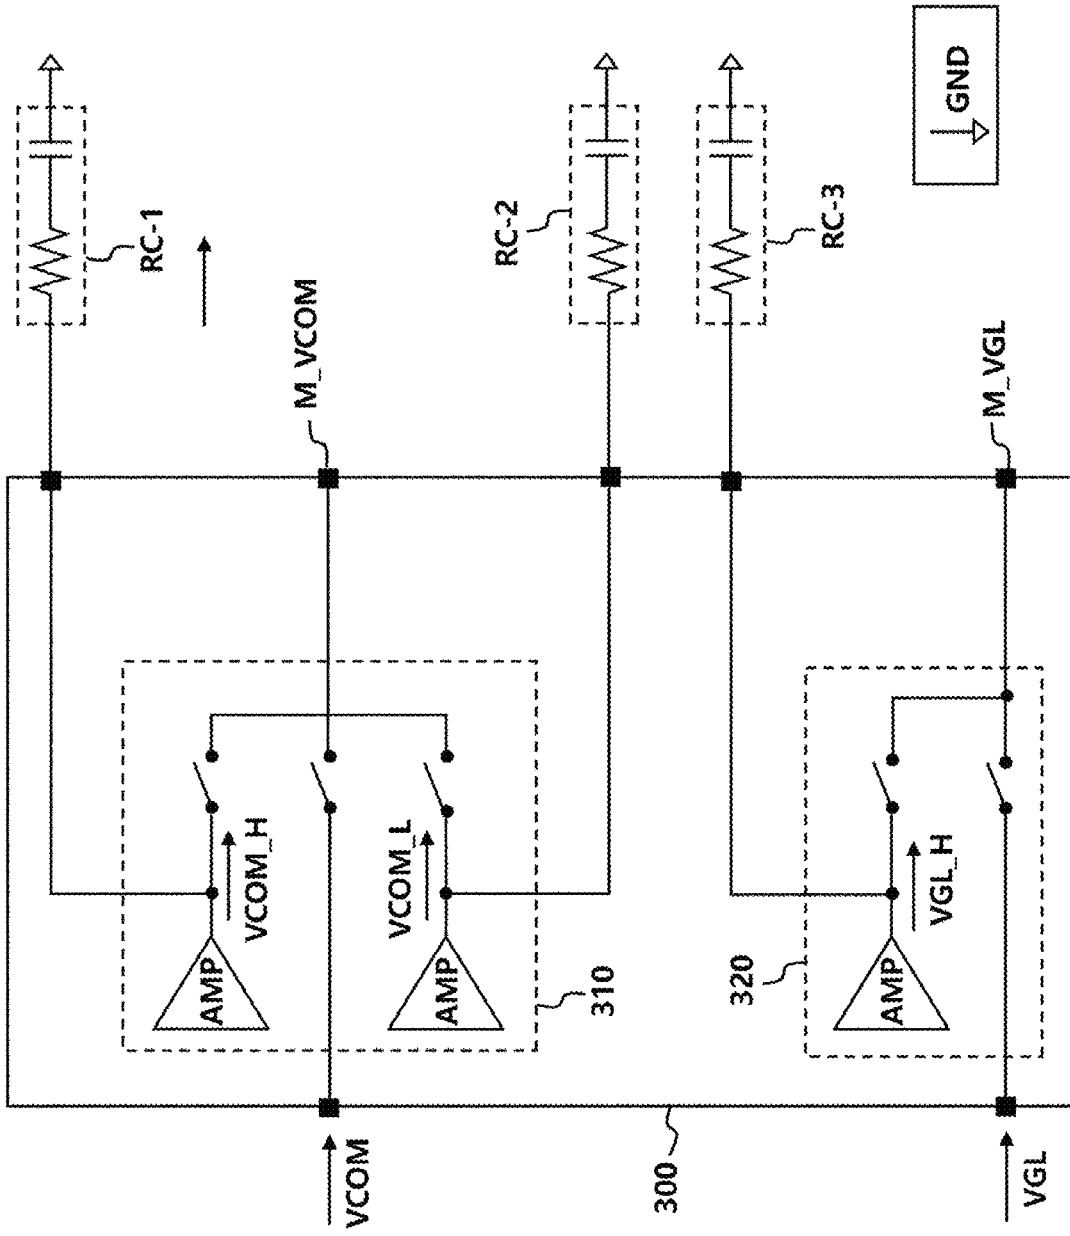 RC-1
M_VCOM
RC-2
RC-3
M_VGL
GND
AMP
VCOM_H
AMP
VCOM_L
310
320
AMP
VGL_H
VCOM
300
VGL